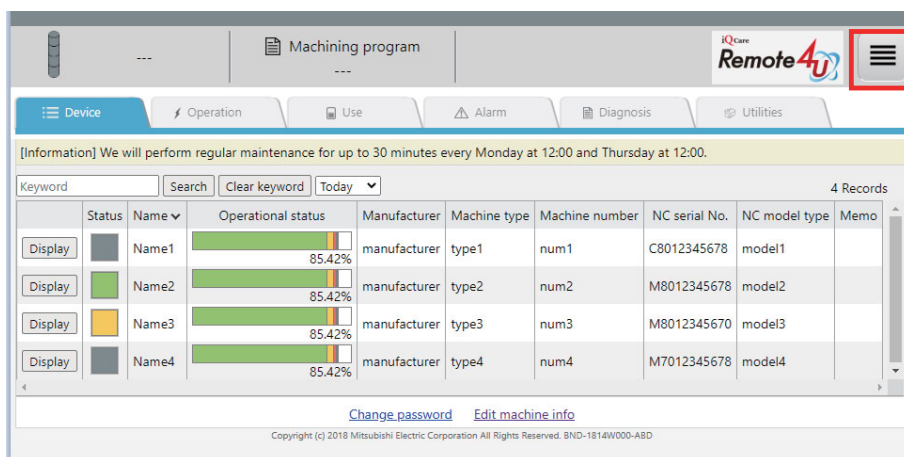 --- Machining program
---
iQ Care
Remote4U
Device Operation Use Alarm Diagnosis Utilities
[Information] We will perform regular maintenance for up to 30 minutes every Monday at 12:00 and Thursday at 12:00.
Keyword Search Clear keyword Today 4 Records
Status Name Operational status Manufacturer Machine type Machine number NC serial No. NC model type Memo
Display Name1 85.42% manufacturer type1 num1 C8012345678 model1
Display Name2 85.42% manufacturer type2 num2 M8012345678 model2
Display Name3 85.42% manufacturer type3 num3 M8012345670 model3
Display Name4 85.42% manufacturer type4 num4 M7012345678 model4
Change password Edit machine info
Copyright (c) 2018 Mitsubishi Electric Corporation All Rights Reserved. BND-1814W000-ABD